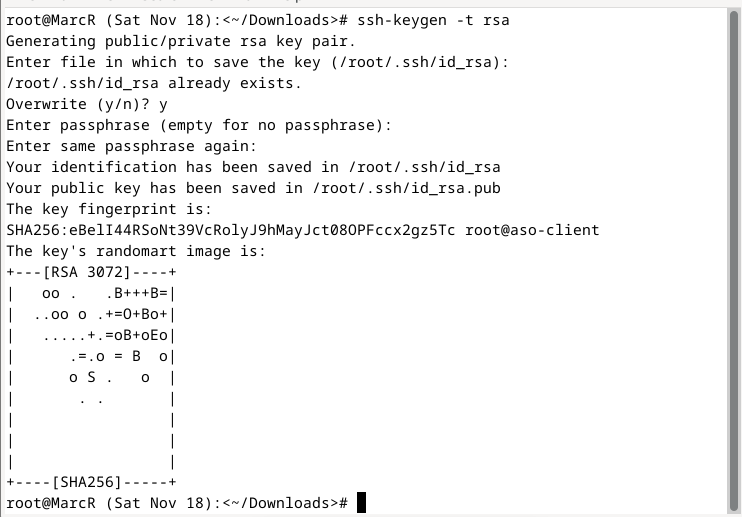 root@MarcR (Sat Nov 18):<~/Downloads># ssh-keygen -t rsa
Generating public/private rsa key pair.
Enter file in which to save the key (/root/.ssh/id_rsa):
/root/.ssh/id_rsa already exists.
Overwrite (y/n)? y
Enter passphrase (empty for no passphrase):
Enter same passphrase again:
Your identification has been saved in /root/.ssh/id_rsa
Your public key has been saved in /root/.ssh/id_rsa.pub
The key fingerprint is:
SHA256:eBelI44RSoNt39VcRolyJ9hMayJct08OPFccx2gz5Tc root@aso-client
The key's randomart image is:
+---[RSA 3072]----+
|   oo .   .B+++B=|
|  ..oo o .+=O+Bo+|
|   .....+.=oB+oEo|
|      .=.o = B  o|
|      o S .   o  |
|       . .       |
|                 |
|                 |
|                 |
+----[SHA256]-----+
root@MarcR (Sat Nov 18):<~/Downloads>#